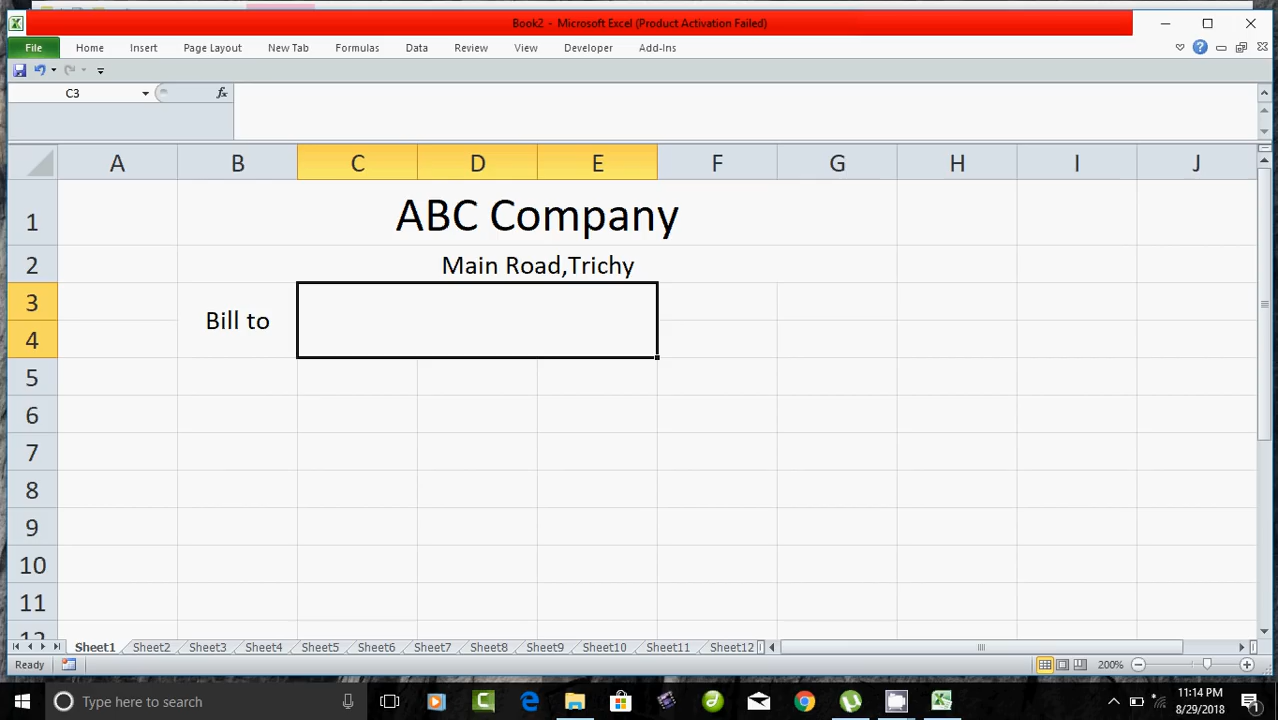 Book2 - Microsoft Excel (Product Activation Failed)
File Home Insert Page Layout New Tab Formulas Data Review View Developer Add-Ins
C3 fx
A B C D E F G H I J
1 ABC Company
2 Main Road,Trichy
3
Bill to
4
5
6
7
8
9
10
11
12
Sheet1 Sheet2 Sheet3 Sheet4 Sheet5 Sheet6 Sheet7 Sheet8 Sheet9 Sheet10 Sheet11 Sheet12
Ready 200%
Type here to search
11:14 PM
8/29/2018